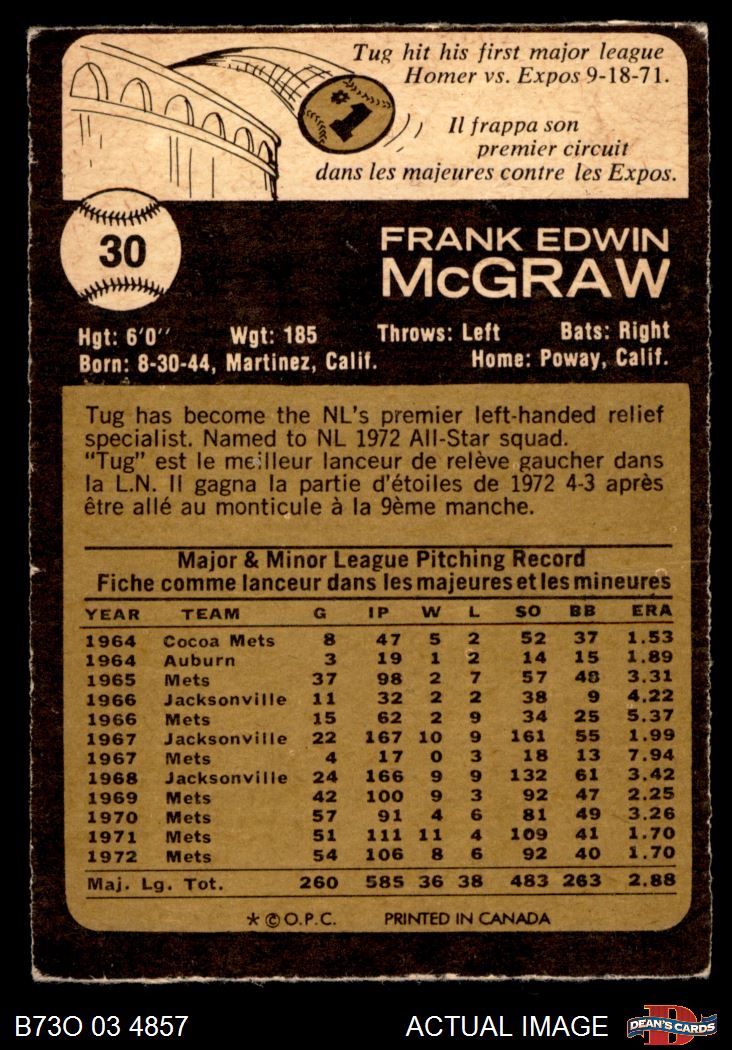 Tug hit his first major league
Homer vs. Expos 9-18-71.
#1
Il frappa son
premier circuit
dans les majeures contre les Expos.
30
FRANK EDWIN
McGRAW
Hgt: 6'0'' Wgt: 185 Throws: Left Bats: Right
Born: 8-30-44, Martinez, Calif. Home: Poway, Calif.
Tug has become the NL's premier left-handed relief
specialist. Named to NL 1972 All-Star squad.
"Tug" est le meilleur lanceur de relève gaucher dans
la L.N. Il gagna la partie d'étoiles de 1972 4-3 après
être allé au monticule à la 9ème manche.
Major & Minor League Pitching Record
Fiche comme lanceur dans les majeures et les mineures
YEAR TEAM G IP W L SO BB ERA
1964 Cocoa Mets 8 47 5 2 52 37 1.53
1964 Auburn 3 19 1 2 14 15 1.89
1965 Mets 37 98 2 7 57 48 3.31
1966 Jacksonville 11 32 2 2 38 9 4.22
1966 Mets 15 62 2 9 34 25 5.37
1967 Jacksonville 22 167 10 9 161 55 1.99
1967 Mets 4 17 0 3 18 13 7.94
1968 Jacksonville 24 166 9 9 132 61 3.42
1969 Mets 42 100 9 3 92 47 2.25
1970 Mets 57 91 4 6 81 49 3.26
1971 Mets 51 111 11 4 109 41 1.70
1972 Mets 54 106 8 6 92 40 1.70
Maj. Lg. Tot. 260 585 36 38 483 263 2.88
* © O.P.C. PRINTED IN CANADA
B73O 03 4857 ACTUAL IMAGE D DEAN'S CARDS